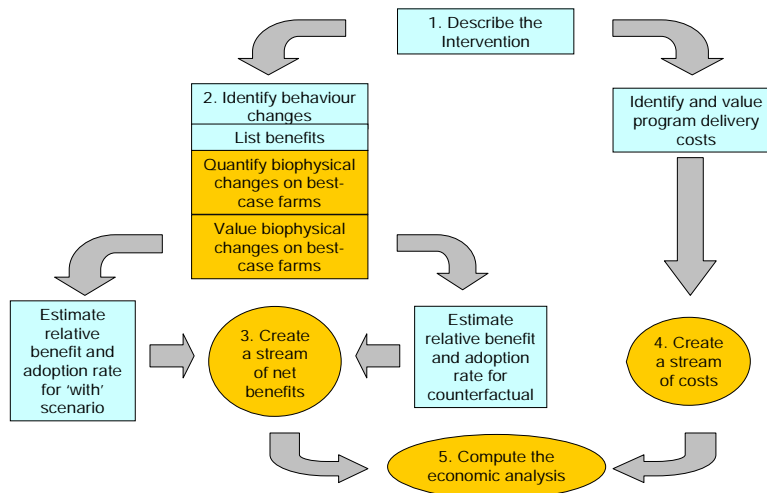 1. Describe the
Intervention
2. Identify behaviour
changes
List benefits
Quantify biophysical
changes on best-
case farms
Value biophysical
changes on best-
case farms
Identify and value
program delivery
costs
Estimate
relative
benefit and
adoption rate
for ‘with’
scenario
3. Create
a stream
of net
benefits
Estimate
relative benefit
and adoption
rate for
counterfactual
4. Create
a stream
of costs
5. Compute the
economic analysis